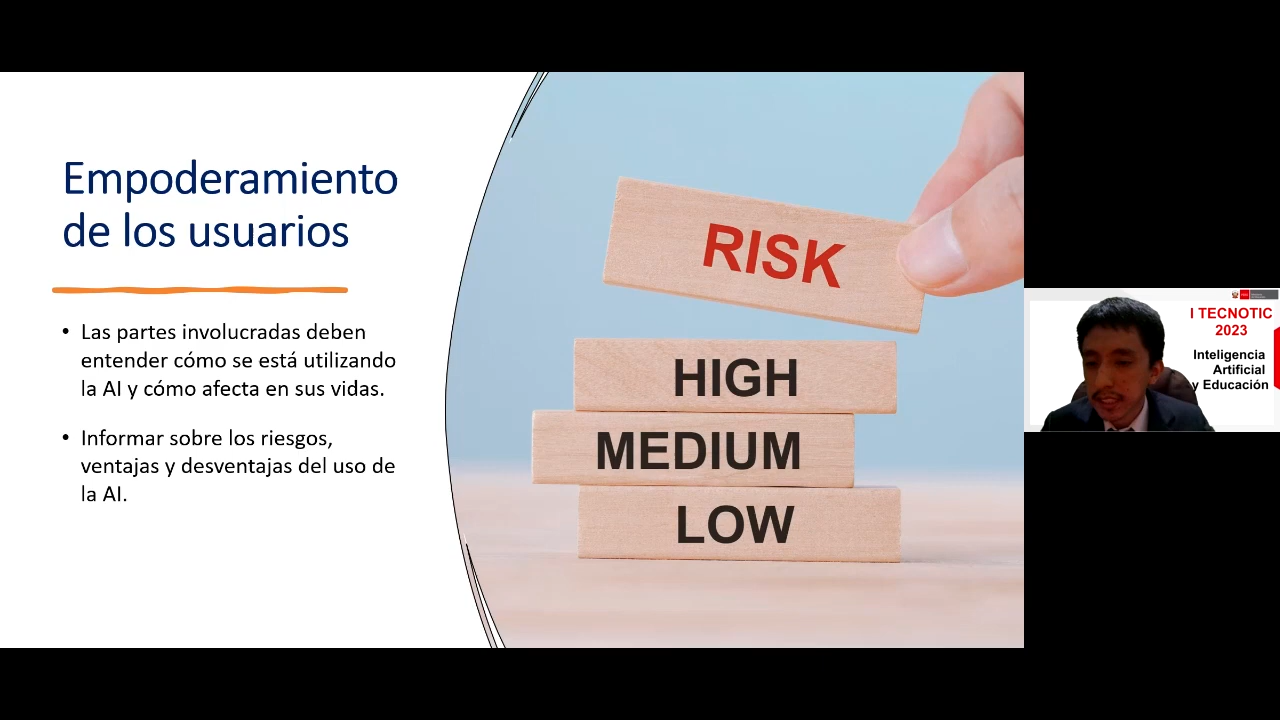 Empoderamiento
de los usuarios
• Las partes involucradas deben
entender cómo se está utilizando
la AI y cómo afecta en sus vidas.
• Informar sobre los riesgos,
ventajas y desventajas del uso de
la AI.
RISK
HIGH
MEDIUM
LOW
I TECNOTIC
2023
Inteligencia
Artificial
y Educación